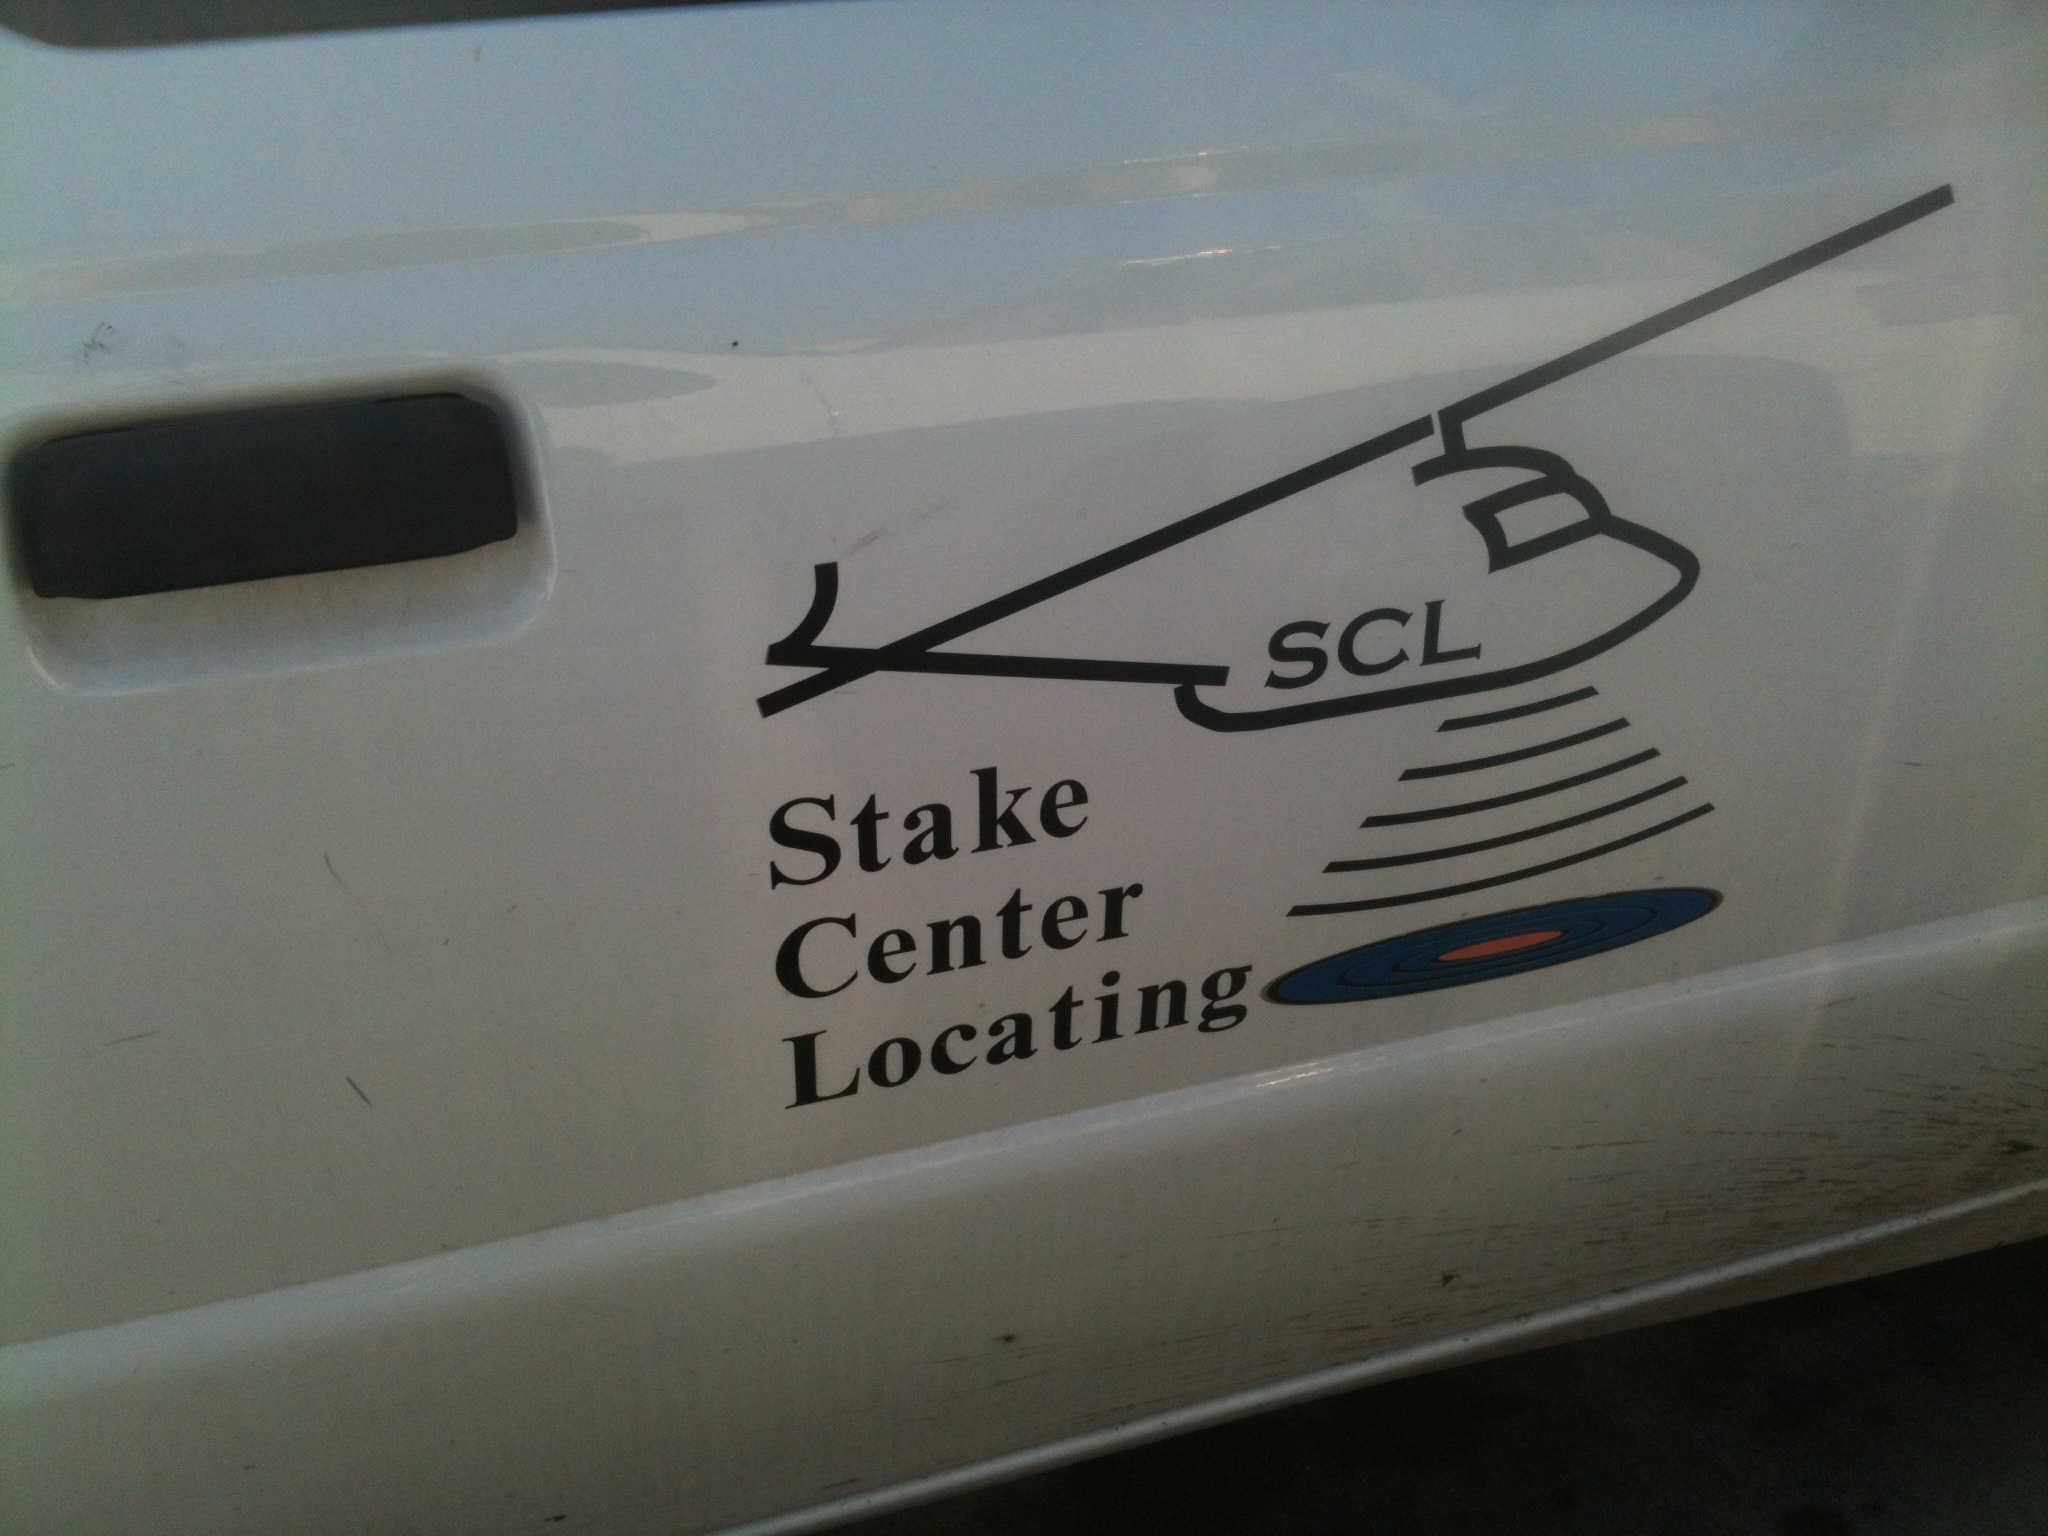 SCL
Stake
Center
Locating